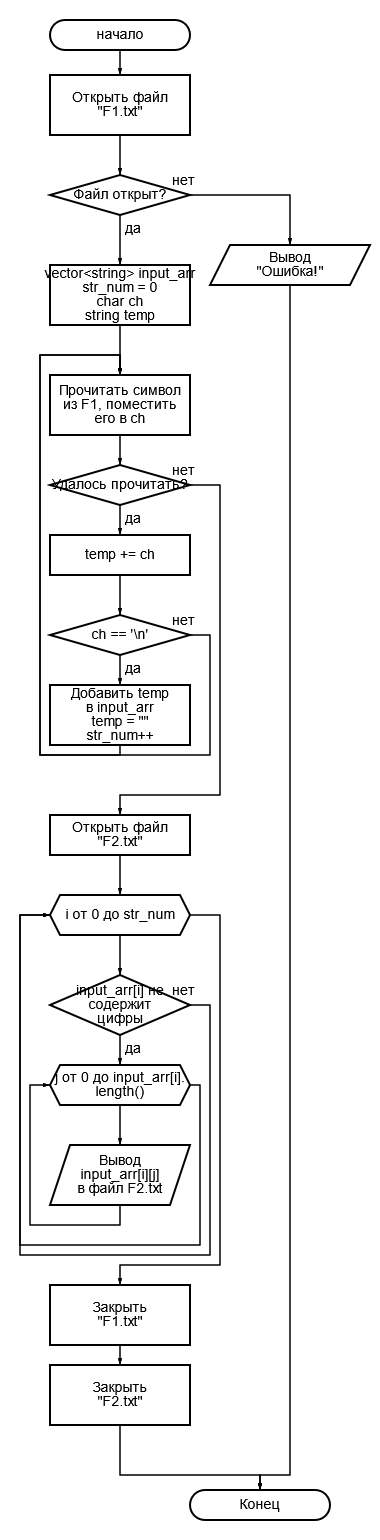 начало
Открыть файл
"F1.txt"
нет
Файл открыт?
да
Вывод
"Ошибка!"
vector<string> input_arr
str_num = 0
char ch
string temp
Прочитать символ
из F1, поместить
его в ch
нет
Удалось прочитать?
да
temp += ch
нет
ch == '\n'
да
Добавить temp
в input_arr
temp = ""
str_num++
Открыть файл
"F2.txt"
i от 0 до str_num
input_arr[i] не
нет
содержит
цифры
да
j от 0 до input_arr[i].
length()
Вывод
input_arr[i][j]
в файл F2.txt
Закрыть
"F1.txt"
Закрыть
"F2.txt"
Конец